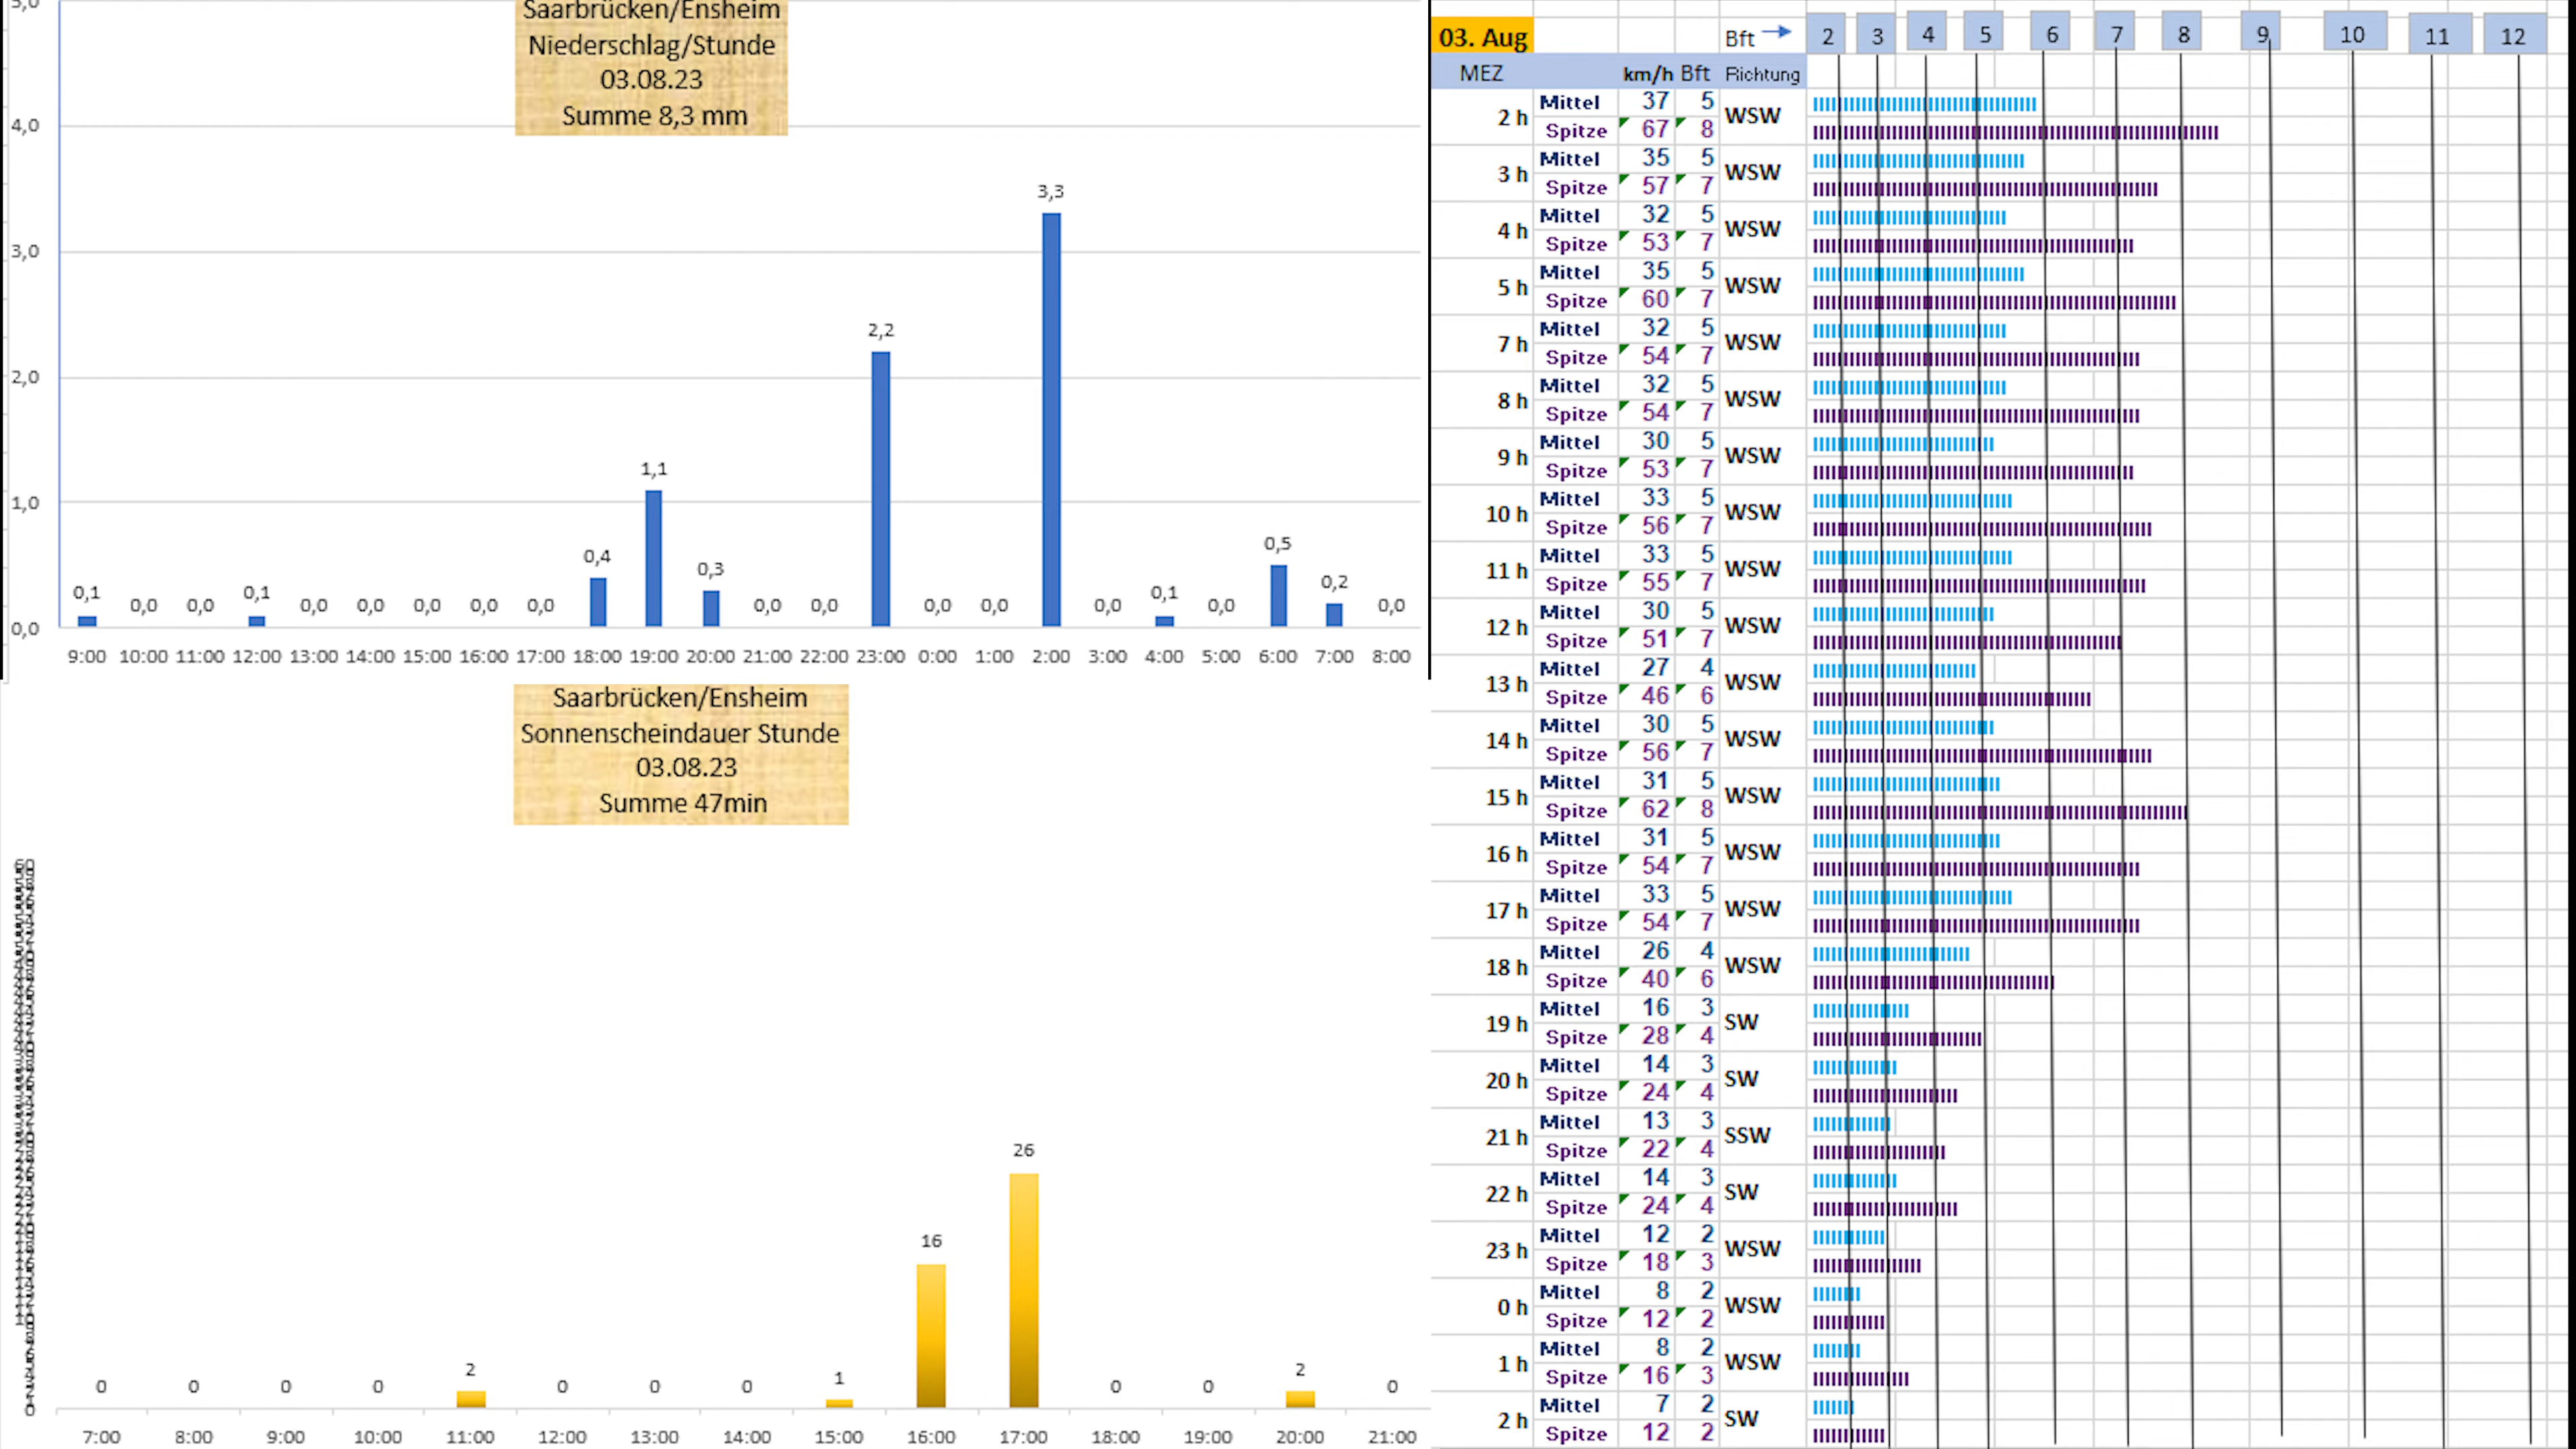 5,0
Saarbrücken/Ensheim
Niederschlag/Stunde
03.08.23
Summe 8,3 mm
4,0
3,0
2,0
1,0
0,0
0,1 0,0 0,0 0,1 0,0 0,0 0,0 0,0 0,0 0,4 1,1 0,3 0,0 0,0 2,2 0,0 0,0 3,3 0,0 0,1 0,0 0,5 0,2 0,0
9:00 10:00 11:00 12:00 13:00 14:00 15:00 16:00 17:00 18:00 19:00 20:00 21:00 22:00 23:00 0:00 1:00 2:00 3:00 4:00 5:00 6:00 7:00 8:00
Saarbrücken/Ensheim
Sonnenscheindauer Stunde
03.08.23
Summe 47min
60
0
0 0 0 0 2 0 0 0 1 16 26 0 0 2 0
7:00 8:00 9:00 10:00 11:00 12:00 13:00 14:00 15:00 16:00 17:00 18:00 19:00 20:00 21:00
03. Aug Bft 2 3 4 5 6 7 8 9 10 11 12
MEZ km/h Bft Richtung
2 h Mittel 37 5 WSW
Spitze 67 8
3 h Mittel 35 5 WSW
Spitze 57 7
4 h Mittel 32 5 WSW
Spitze 53 7
5 h Mittel 35 5 WSW
Spitze 60 7
7 h Mittel 32 5 WSW
Spitze 54 7
8 h Mittel 32 5 WSW
Spitze 54 7
9 h Mittel 30 5 WSW
Spitze 53 7
10 h Mittel 33 5 WSW
Spitze 56 7
11 h Mittel 33 5 WSW
Spitze 55 7
12 h Mittel 30 5 WSW
Spitze 51 7
13 h Mittel 27 4 WSW
Spitze 46 6
14 h Mittel 30 5 WSW
Spitze 56 7
15 h Mittel 31 5 WSW
Spitze 62 8
16 h Mittel 31 5 WSW
Spitze 54 7
17 h Mittel 33 5 WSW
Spitze 54 7
18 h Mittel 26 4 WSW
Spitze 40 6
19 h Mittel 16 3 SW
Spitze 28 4
20 h Mittel 14 3 SW
Spitze 24 4
21 h Mittel 13 3 SSW
Spitze 22 4
22 h Mittel 14 3 SW
Spitze 24 4
23 h Mittel 12 2 WSW
Spitze 18 3
0 h Mittel 8 2 WSW
Spitze 12 2
1 h Mittel 8 2 WSW
Spitze 16 3
2 h Mittel 7 2 SW
Spitze 12 2